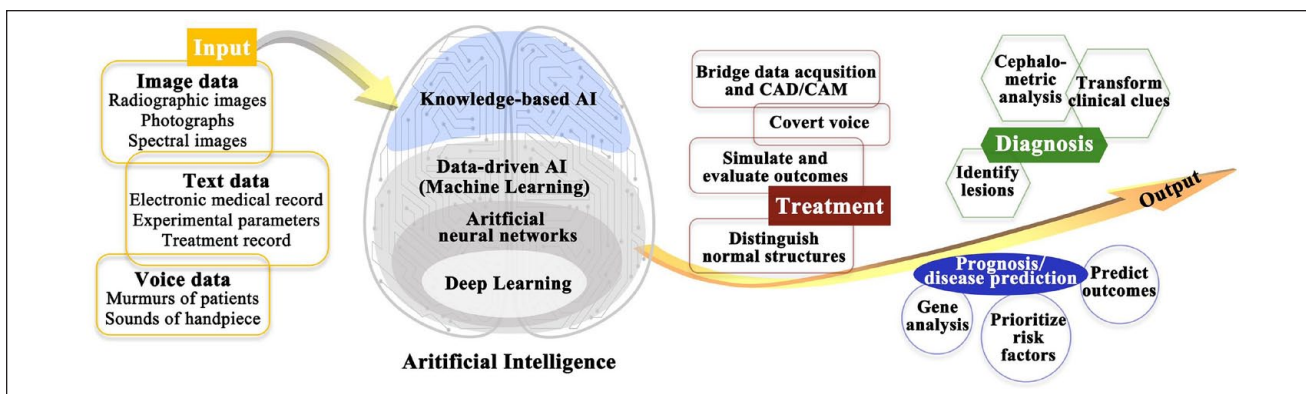 Input
Image data
Radiographic images
Photographs
Spectral images
Text data
Electronic medical record
Experimental parameters
Treatment record
Voice data
Murmurs of patients
Sounds of handpiece
Knowledge-based AI
Data-driven AI
(Machine Learning)
Aritficial
neural networks
Deep Learning
Aritificial Intelligence
Bridge data acqusition
and CAD/CAM
Covert voice
Simulate and
evaluate outcomes
Treatment
Distinguish
normal structures
Cephalo-
metric
analysis
Transform
clinical clues
Diagnosis
Identify
lesions
Output
Prognosis/
disease prediction
Predict
outcomes
Gene
analysis
Prioritize
risk
factors